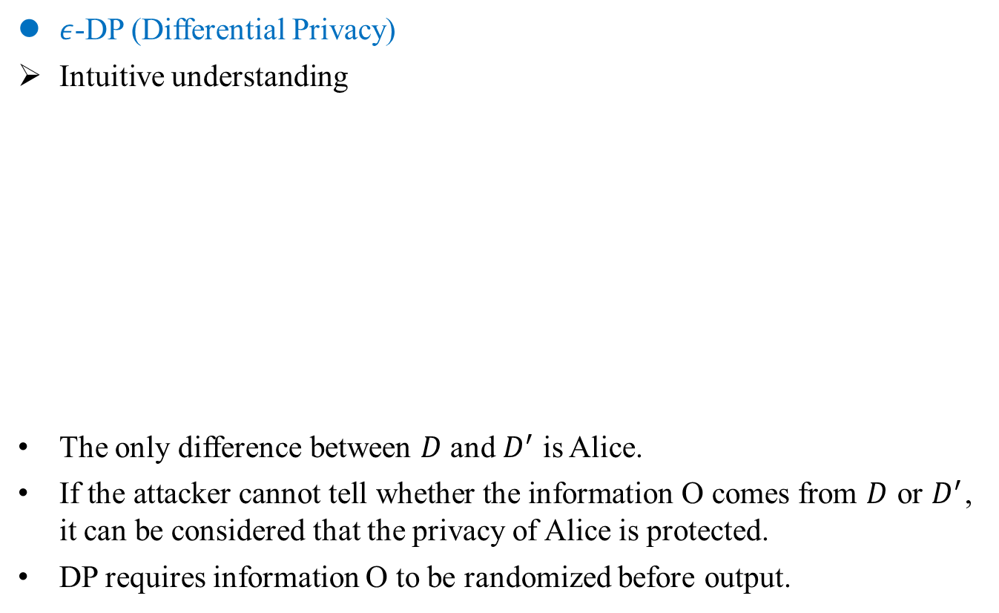 ● ϵ-DP (Differential Privacy)
➢ Intuitive understanding
• The only difference between D and D′ is Alice.
• If the attacker cannot tell whether the information O comes from D or D′,
it can be considered that the privacy of Alice is protected.
• DP requires information O to be randomized before output.